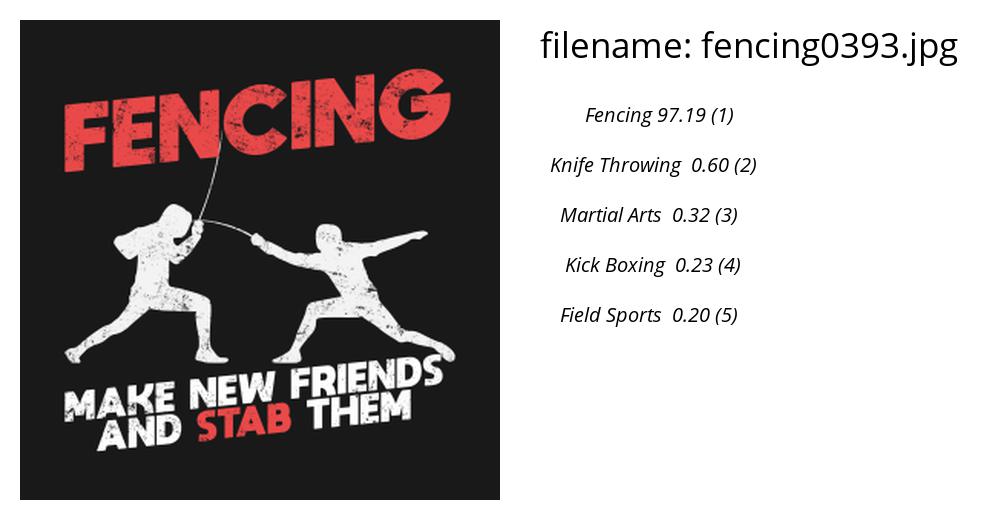 FENCING
MAKE NEW FRIENDS
AND STAB THEM
filename: fencing0393.jpg
Fencing 97.19 (1)
Knife Throwing 0.60 (2)
Martial Arts 0.32 (3)
Kick Boxing 0.23 (4)
Field Sports 0.20 (5)